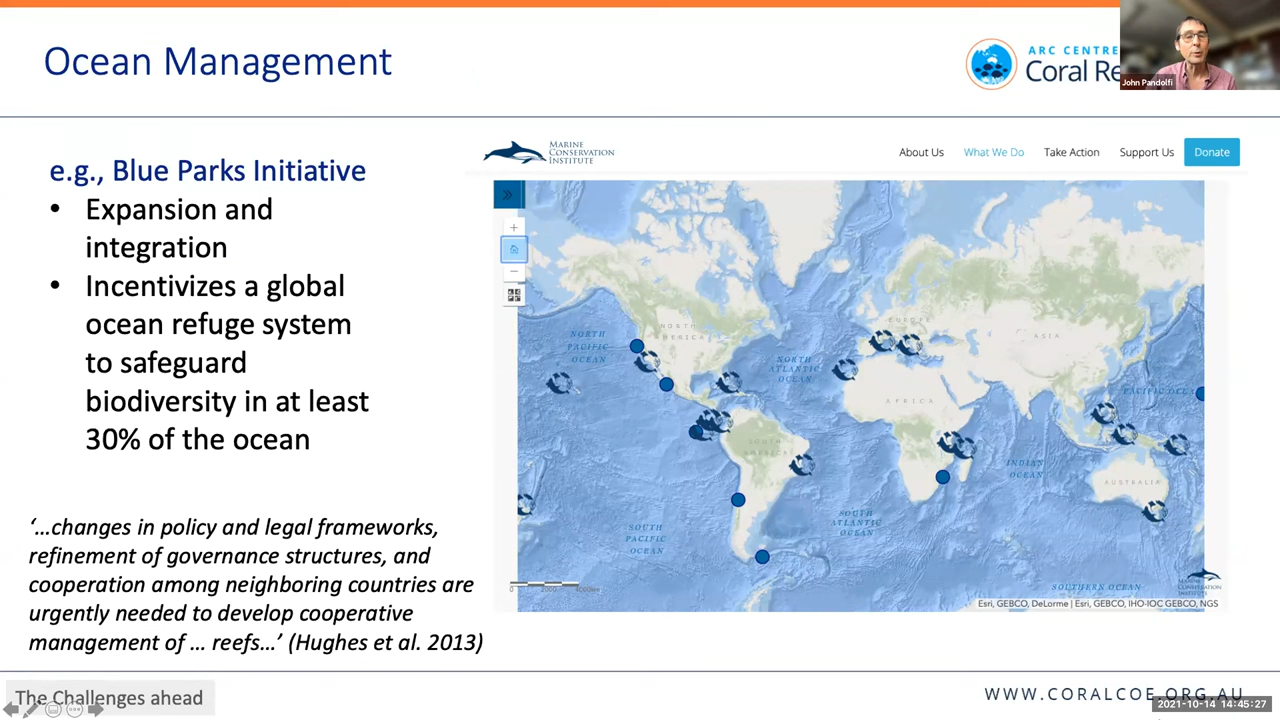 Ocean Management
ARC CENTRE
Coral Re
John Pandolfi
e.g., Blue Parks Initiative
• Expansion and
integration
• Incentivizes a global
ocean refuge system
to safeguard
biodiversity in at least
30% of the ocean
‘…changes in policy and legal frameworks,
refinement of governance structures, and
cooperation among neighboring countries are
urgently needed to develop cooperative
management of … reefs…’ (Hughes et al. 2013)
MARINE
CONSERVATION
INSTITUTE
About Us What We Do Take Action Support Us Donate
NORTH
PACIFIC
OCEAN
NORTH
ATLANTIC
OCEAN
EUROPE
ASIA
AFRICA
PACIFIC OCEAN
INDIAN
OCEAN
AUSTRALIA
SOUTH
PACIFIC
OCEAN
SOUTH
ATLANTIC
OCEAN
SOUTHERN OCEAN
MARINE
CONSERVATION
INSTITUTE
Esri, GEBCO, DeLorme | Esri, GEBCO, IHO-IOC GEBCO, NGS
The Challenges ahead
WWW.CORALCOE.ORG.AU
2021-10-14 14:45:27